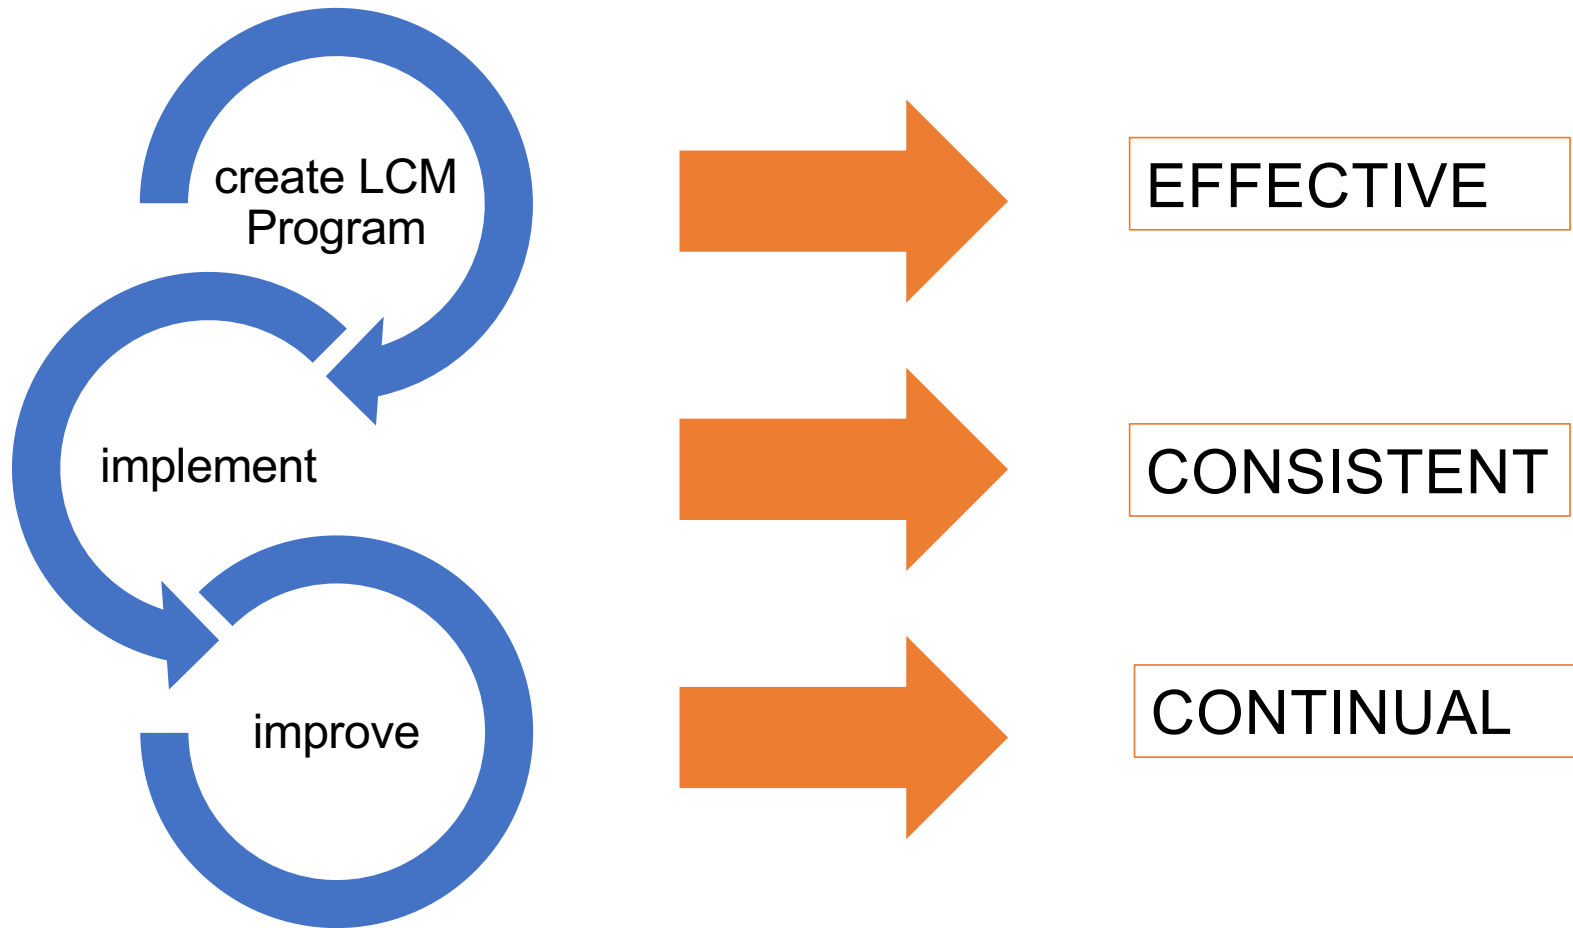 create LCM
Program
EFFECTIVE
implement
CONSISTENT
improve
CONTINUAL